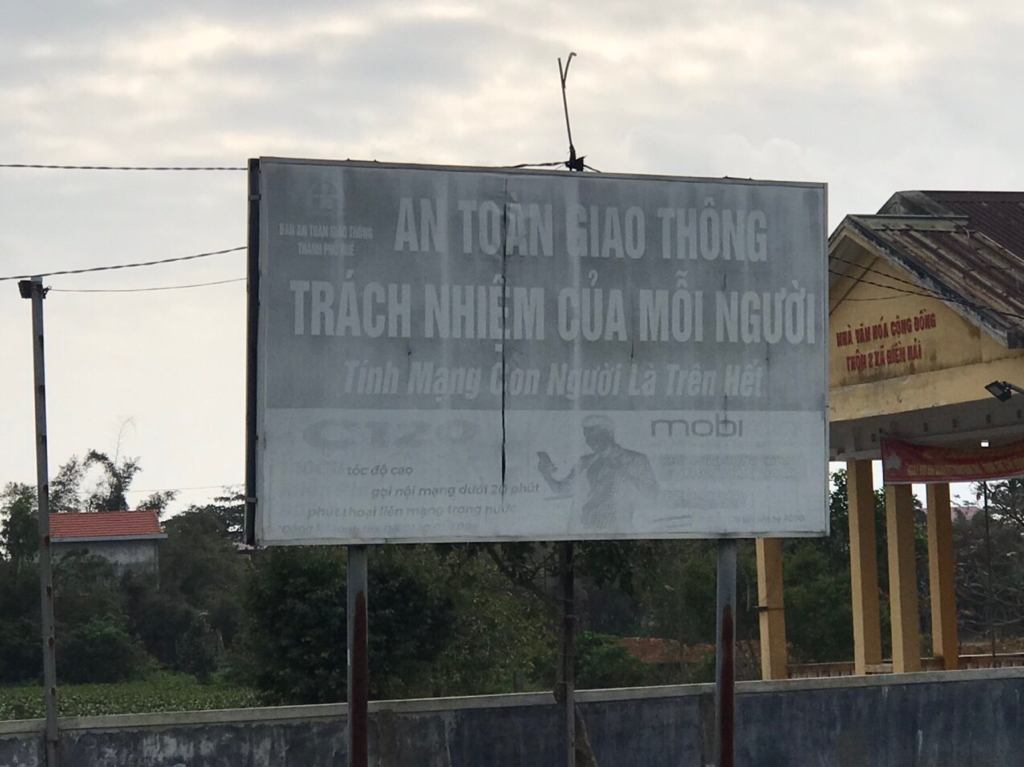 BAN AN TOÀN GIAO THÔNG
THÀNH PHỐ HUẾ
AN TOÀN GIAO THÔNG
TRÁCH NHIỆM CỦA MỖI NGƯỜI
Tính Mạng Con Người Là Trên Hết
C120
mobi
tốc độ cao
gọi nội mạng dưới 20 phút
phút thoại liên mạng trong nước
NHÀ VĂN HÓA CỘNG ĐỒNG
THÔN 2 XÃ ĐIỀN HẢI